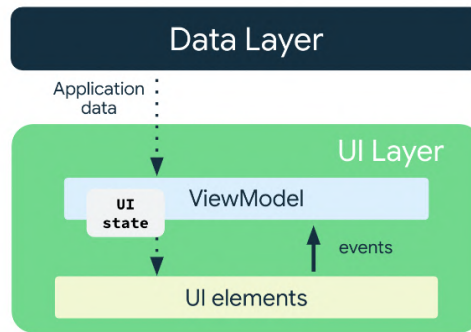 Data Layer
Application
data
UI Layer
ViewModel
UI
state
events
UI elements